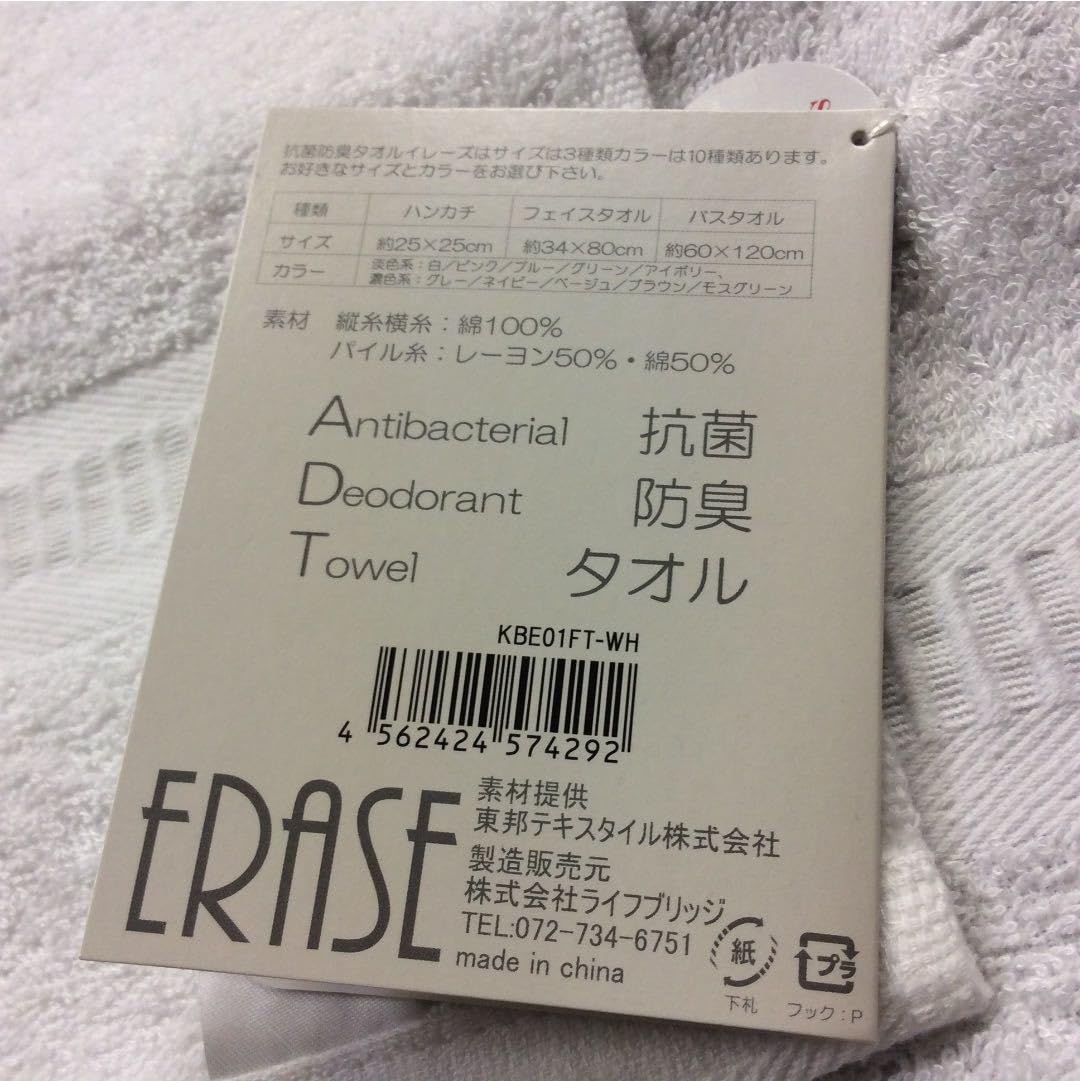 抗菌防臭タオルイレーズはサイズは3種類カラーは10種類あります。
お好きなサイズとカラーをお選び下さい。
種類 ハンカチ フェイスタオル バスタオル
サイズ 約25×25cm 約34×80cm 約60×120cm
カラー 淡色系：白／ピンク／ブルー／グリーン／アイボリー、
濃色系：グレー／ネイビー／ベージュ／ブラウン／モスグリーン
素材 縦糸横糸：綿100%
パイル糸：レーヨン50%・綿50%
Antibacterial 抗菌
Deodorant 防臭
Towel タオル
KBE01FT-WH
4 562424 574292
ERASE
素材提供
東邦テキスタイル株式会社
製造販売元
株式会社ライフブリッジ
TEL:072-734-6751
made in china
紙
下札
プラ
フック：P